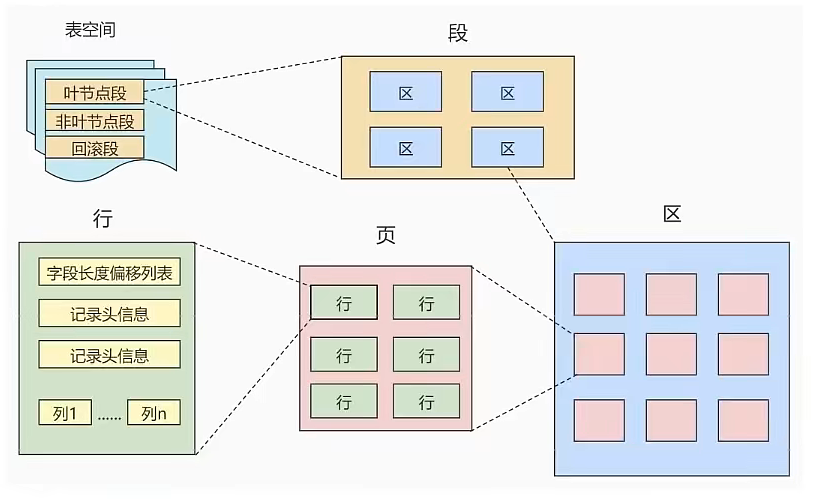 表空间
段
叶节点段
非叶节点段
回滚段
区
区
区
区
行
页
区
字段长度偏移列表
记录头信息
记录头信息
列1 ...... 列n
行
行
行
行
行
行